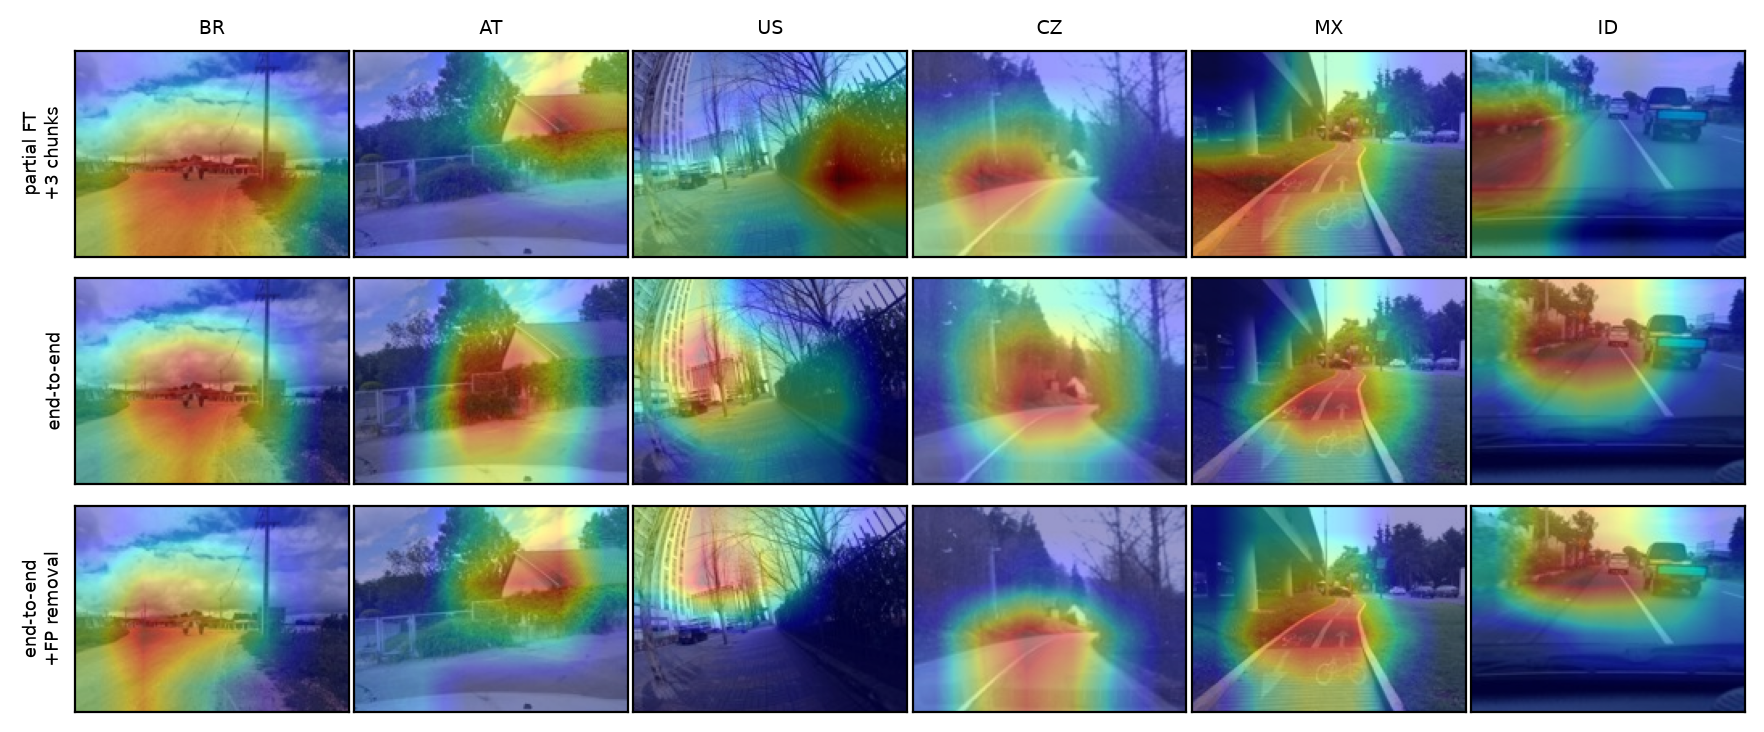 BR AT US CZ MX ID
partial FT
+3 chunks
end-to-end
end-to-end
+FP removal